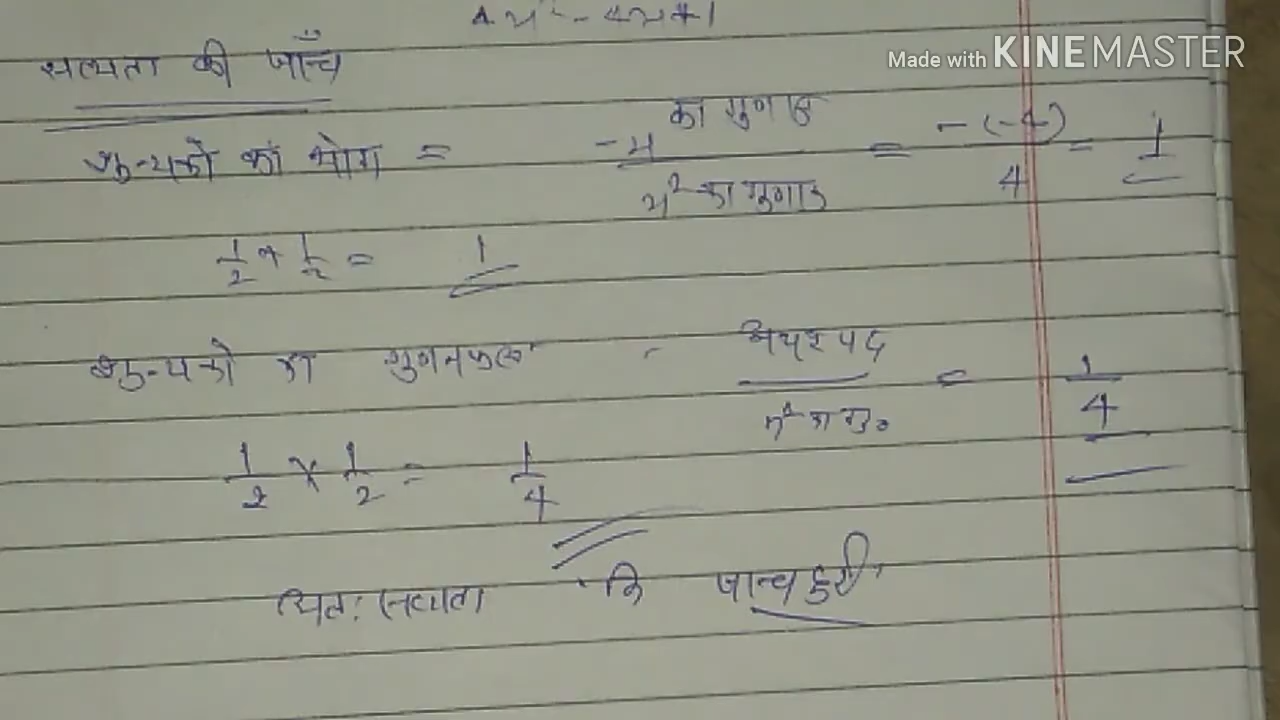 4x² - 4x + 1
Made with KINEMASTER
सत्यता की जाँच
शून्यको का योग = -x का गुणांक / x² का गुणांक = -(-4) / 4 = 1
1/2 + 1/2 = 1
शून्यको का गुणनफल = अचर पद / x² का गु० = 1/4
1/2 × 1/2 = 1/4
अतः सत्यता कि जान्च हुयी